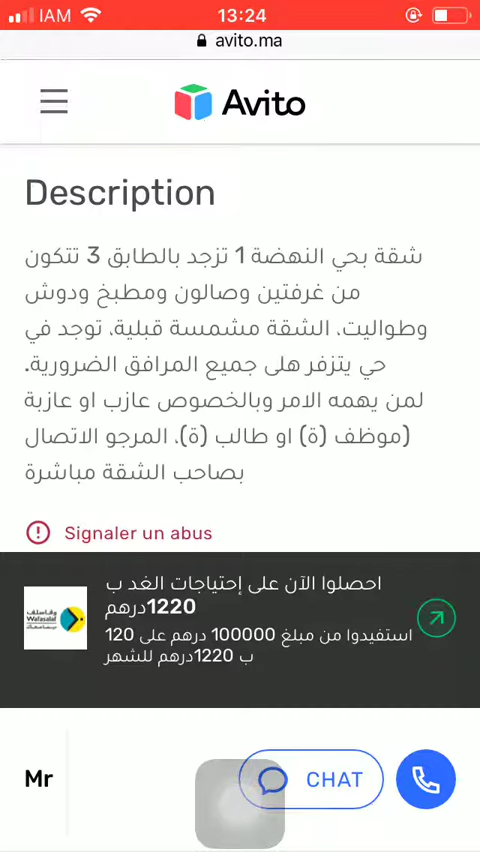 IAM
13:24
avito.ma
Avito
Description
شقة بحي النهضة 1 تزجد بالطابق 3 تتكون
من غرفتين وصالون ومطبخ ودوش
وطواليت، الشقة مشمسة قبلية، توجد في
حي يتزفر هلى جميع المرافق الضرورية.
لمن يهمه الامر وبالخصوص عازب او عازبة
(موظف (ة) او طالب (ة)، المرجو الاتصال
بصاحب الشقة مباشرة
Signaler un abus
احصلوا الآن على إحتياجات الغد ب
1220درهم
استفيدوا من مبلغ 100000 درهم على 120
ب 1220درهم للشهر
وفاسلف
Wafasalaf
Mr
CHAT